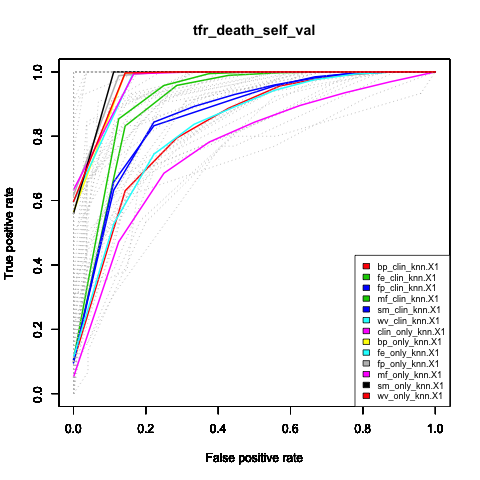 tfr_death_self_val
True positive rate
1.0
0.8
0.6
0.4
0.2
0.0
bp_clin_knn.X1
fe_clin_knn.X1
fp_clin_knn.X1
mf_clin_knn.X1
sm_clin_knn.X1
wv_clin_knn.X1
clin_only_knn.X1
bp_only_knn.X1
fe_only_knn.X1
fp_only_knn.X1
mf_only_knn.X1
sm_only_knn.X1
wv_only_knn.X1
0.0 0.2 0.4 0.6 0.8 1.0
False positive rate